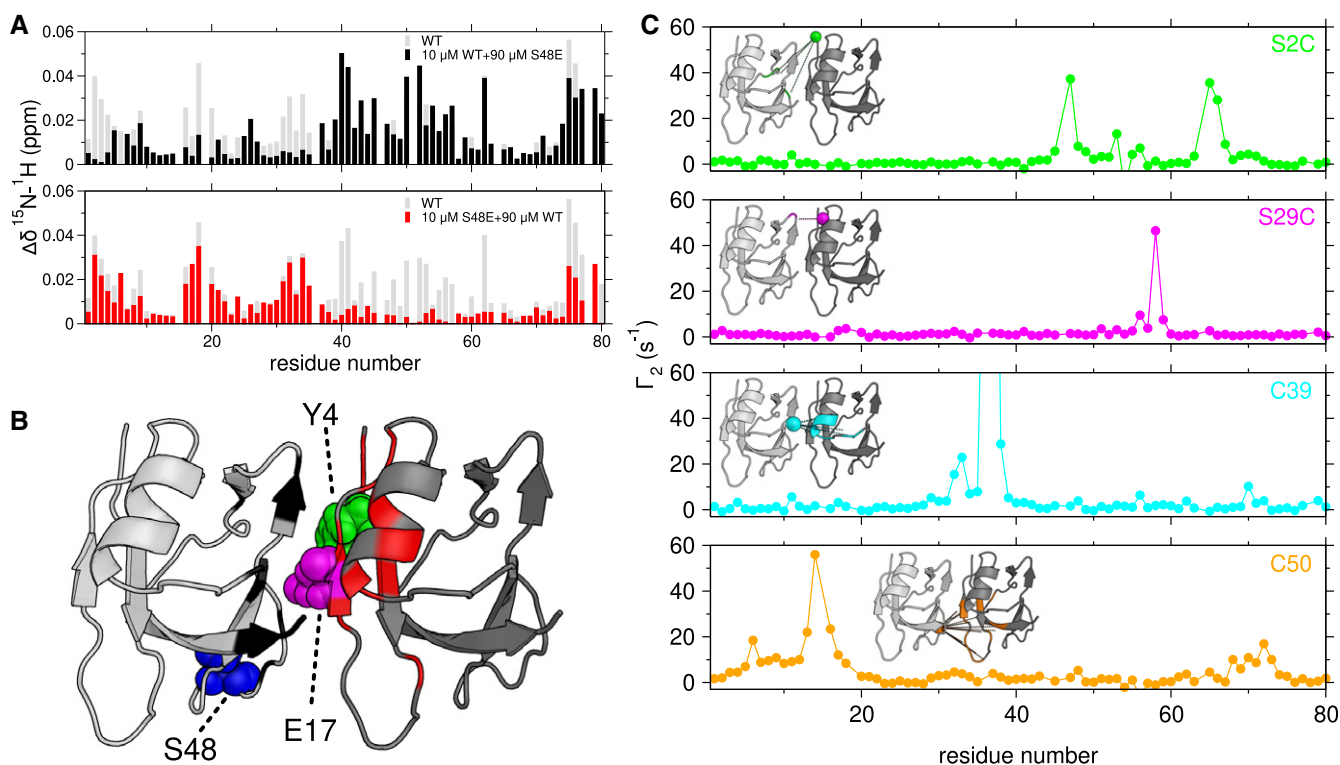 A
0.06
WT
10 μM WT+90 μM S48E
0.04
0.02
0
0.06
WT
10 μM S48E+90 μM WT
0.04
0.02
0
Δδ ¹⁵N-¹H (ppm)
20 40 60 80
residue number
B
Y4
S48
E17
C
60
S2C
40
20
0
60
S29C
40
20
0
60
C39
40
20
0
60
C50
40
20
0
Γ₂ (s⁻¹)
20 40 60 80
residue number